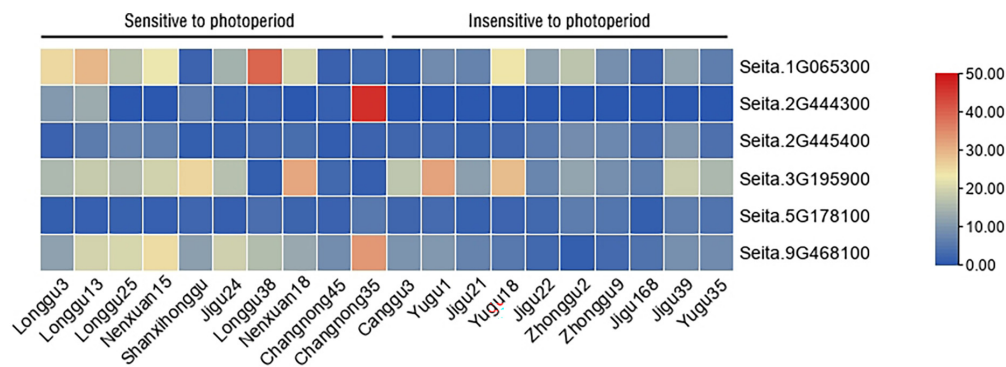 Sensitive to photoperiod
Insensitive to photoperiod
Seita.1G065300
Seita.2G444300
Seita.2G445400
Seita.3G195900
Seita.5G178100
Seita.9G468100
50.00
40.00
30.00
20.00
10.00
0.00
Longgu3
Longgu13
Longgu25
Nenxuan15
Shanxihonggu
Jigu24
Longgu38
Nenxuan18
Changnong45
Changnong35
Canggu3
Yugu1
Jigu21
Yugu18
Jigu22
Zhonggu2
Zhonggu9
Jigu168
Jigu39
Yugu35